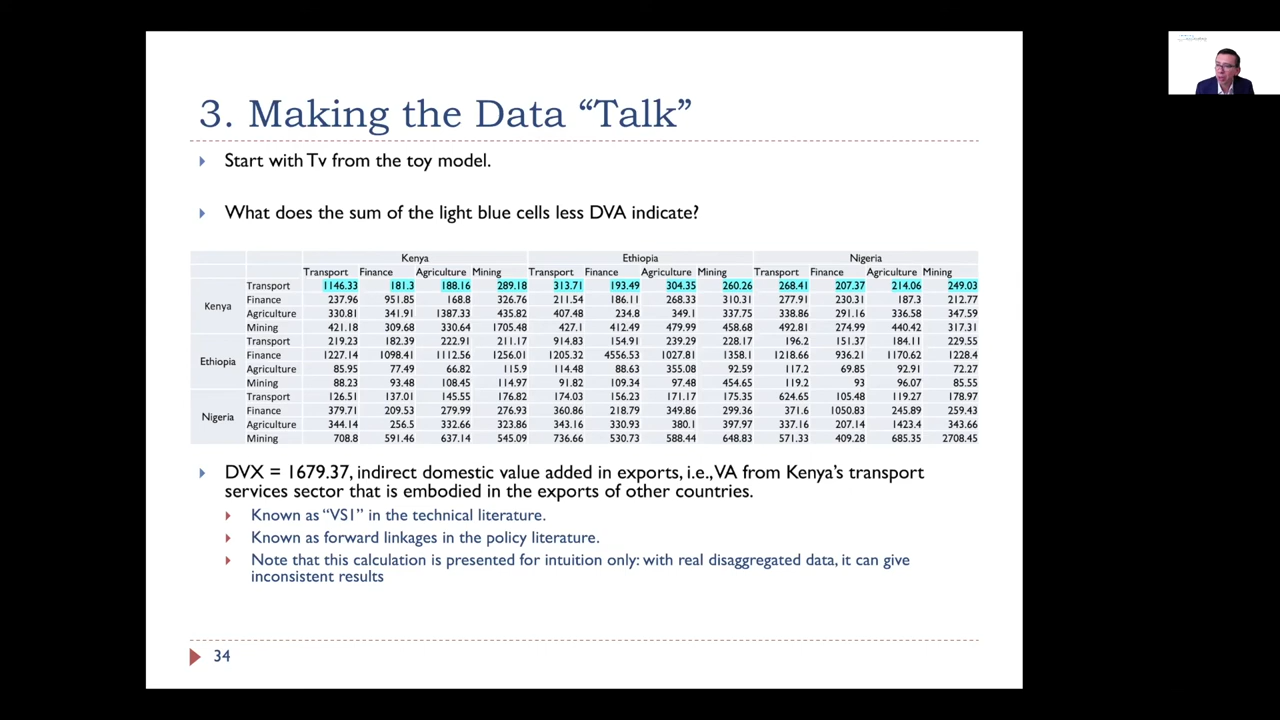 3. Making the Data “Talk”
Start with Tv from the toy model.
What does the sum of the light blue cells less DVA indicate?
Kenya Ethiopia Nigeria
Transport Finance Agriculture Mining Transport Finance Agriculture Mining Transport Finance Agriculture Mining
Kenya Transport 1146.33 181.3 188.16 289.18 313.71 193.49 304.35 260.26 268.41 207.37 214.06 249.03
Finance 237.96 951.85 168.8 326.76 211.54 186.11 268.33 310.31 277.91 230.31 187.3 212.77
Agriculture 330.81 341.91 1387.33 435.82 407.48 234.8 349.1 337.75 338.86 291.16 336.58 347.59
Mining 421.18 309.68 330.64 1705.48 427.1 412.49 479.99 458.68 492.81 274.99 440.42 317.31
Ethiopia Transport 219.23 182.39 222.91 211.17 914.83 154.91 239.29 228.17 196.2 151.37 184.11 229.55
Finance 1227.14 1098.41 1112.56 1256.01 1205.32 4556.53 1027.81 1358.1 1218.66 936.21 1170.62 1228.4
Agriculture 85.95 77.49 66.82 115.9 114.48 88.63 355.08 92.59 117.2 69.85 92.91 72.27
Mining 88.23 93.48 108.45 114.97 91.82 109.34 97.48 454.65 119.2 93 96.07 85.55
Nigeria Transport 126.51 137.01 145.55 176.82 174.03 156.23 171.17 175.35 624.65 105.48 119.27 178.97
Finance 379.71 209.53 279.99 276.93 360.86 218.79 349.86 299.36 371.6 1050.83 245.89 259.43
Agriculture 344.14 256.5 332.66 323.86 343.16 330.93 380.1 397.97 337.16 207.14 1423.4 343.66
Mining 708.8 591.46 637.14 545.09 736.66 530.73 588.44 648.83 571.33 409.28 685.35 2708.45
DVX = 1679.37, indirect domestic value added in exports, i.e., VA from Kenya’s transport
services sector that is embodied in the exports of other countries.
Known as “VS1” in the technical literature.
Known as forward linkages in the policy literature.
Note that this calculation is presented for intuition only: with real disaggregated data, it can give
inconsistent results
34